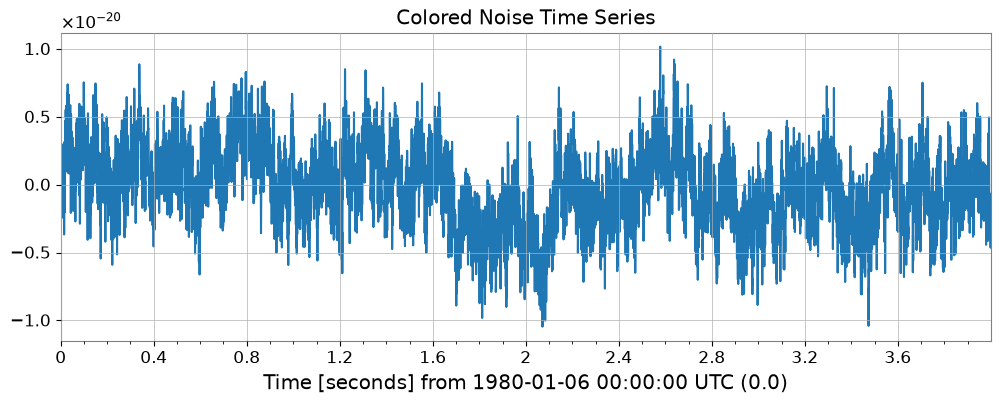 Colored Noise Time Series
×10⁻²⁰
1.0
0.5
0.0
−0.5
−1.0
0 0.4 0.8 1.2 1.6 2 2.4 2.8 3.2 3.6
Time [seconds] from 1980-01-06 00:00:00 UTC (0.0)